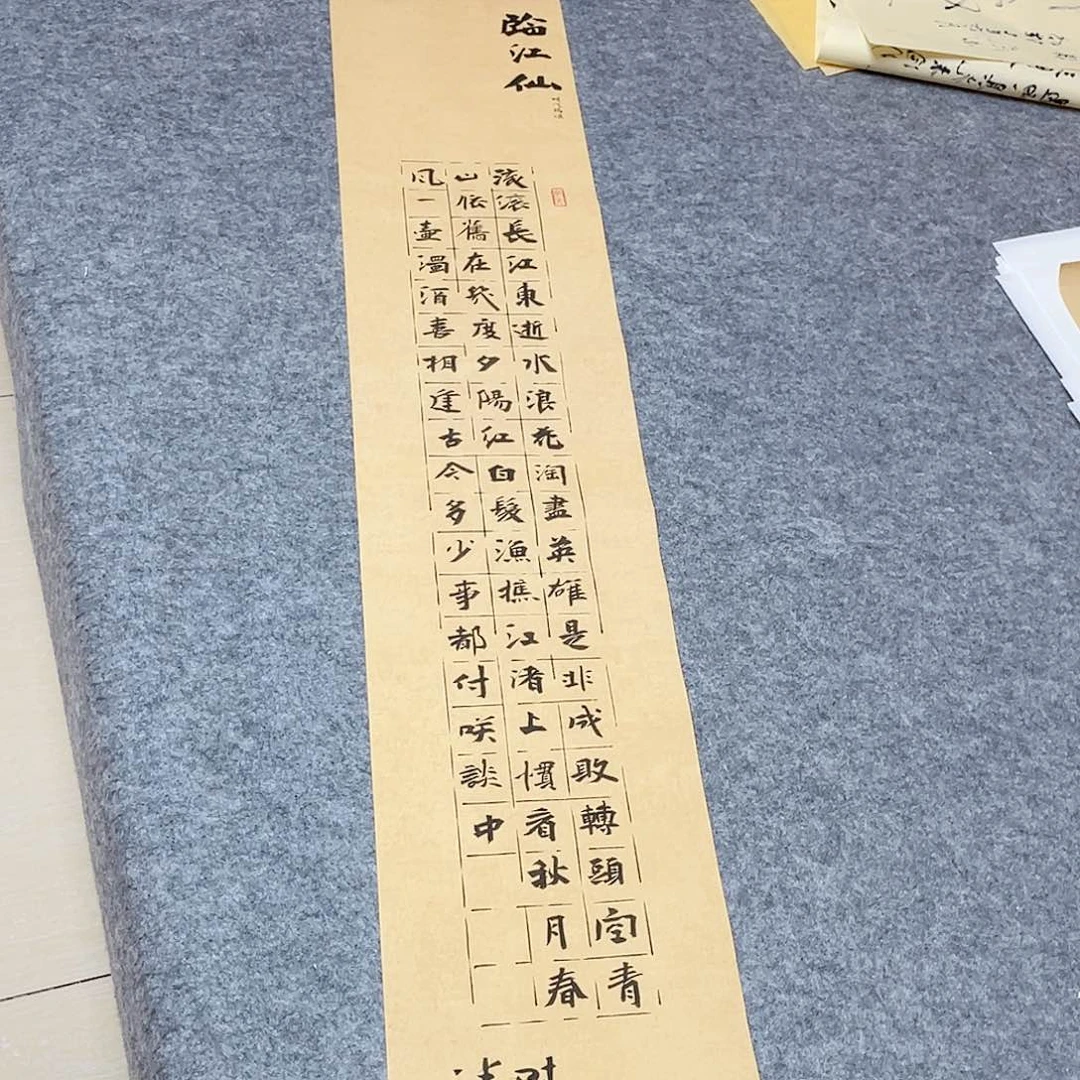 臨江仙
滾滾長江東逝水浪花淘盡英雄是非成敗轉頭空青
山依舊在幾度夕陽紅白髮漁樵江渚上慣看秋月春
風一壺濁酒喜相逢古今多少事都付咲談中